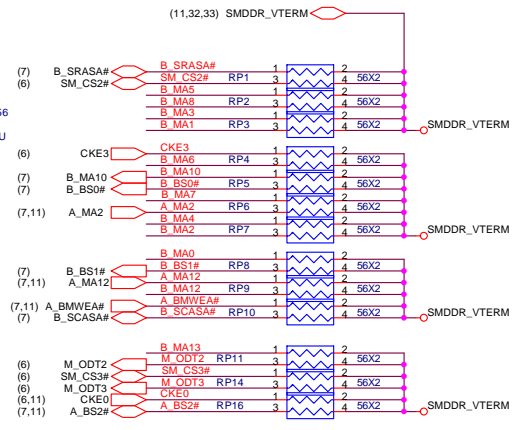 (11,32,33) SMDDR_VTERM
(7) B_SRASA# B_SRASA# 1 2
(6) SM_CS2# SM_CS2# RP1 3 4 56X2
B_MA5 1 2
B_MA8 RP2 3 4 56X2
B_MA3 1 2
B_MA1 RP3 3 4 56X2 SMDDR_VTERM
56
U
(6) CKE3 CKE3 1 2
B_MA6 RP4 3 4 56X2
(7) B_MA10 B_MA10 1 2
(7) B_BS0# B_BS0# RP5 3 4 56X2
B_MA7 1 2
(7,11) A_MA2 A_MA2 RP6 3 4 56X2
B_MA4 1 2
B_MA2 RP7 3 4 56X2 SMDDR_VTERM
B_MA0 1 2
(7) B_BS1# B_BS1# RP8 3 4 56X2
(7,11) A_MA12 A_MA12 1 2
B_MA12 RP9 3 4 56X2
(7,11) A_BMWEA# A_BMWEA# 1 2
(7) B_SCASA# B_SCASA# RP10 3 4 56X2 SMDDR_VTERM
B_MA13 1 2
(6) M_ODT2 M_ODT2 RP11 3 4 56X2
(6) SM_CS3# SM_CS3# 1 2
(6) M_ODT3 M_ODT3 RP14 3 4 56X2
(6,11) CKE0 CKE0 1 2
(7,11) A_BS2# A_BS2# RP16 3 4 56X2 SMDDR_VTERM